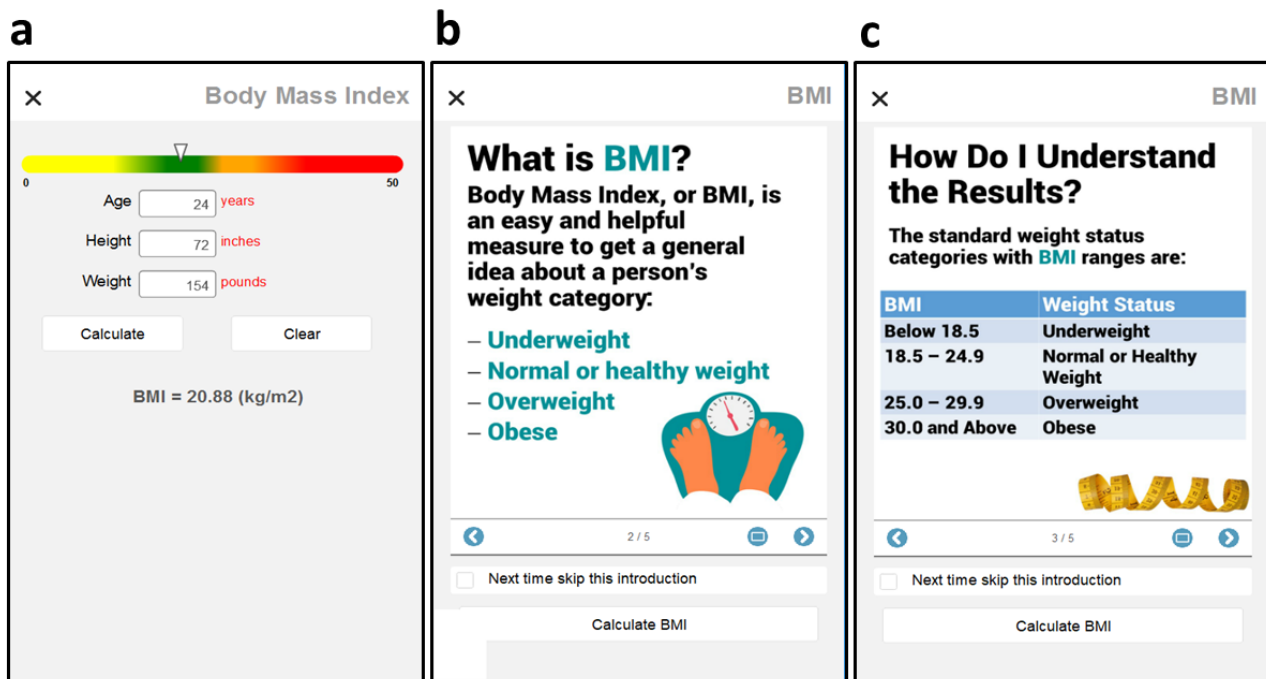 a
Body Mass Index
0
50
Age 24 years
Height 72 inches
Weight 154 pounds
Calculate Clear
BMI = 20.88 (kg/m2)
b
BMI
What is BMI?
Body Mass Index, or BMI, is
an easy and helpful
measure to get a general
idea about a person's
weight category:
– Underweight
– Normal or healthy weight
– Overweight
– Obese
2 / 5
Next time skip this introduction
Calculate BMI
c
BMI
How Do I Understand
the Results?
The standard weight status
categories with BMI ranges are:
BMI Weight Status
Below 18.5 Underweight
18.5 – 24.9 Normal or Healthy
Weight
25.0 – 29.9 Overweight
30.0 and Above Obese
3 / 5
Next time skip this introduction
Calculate BMI